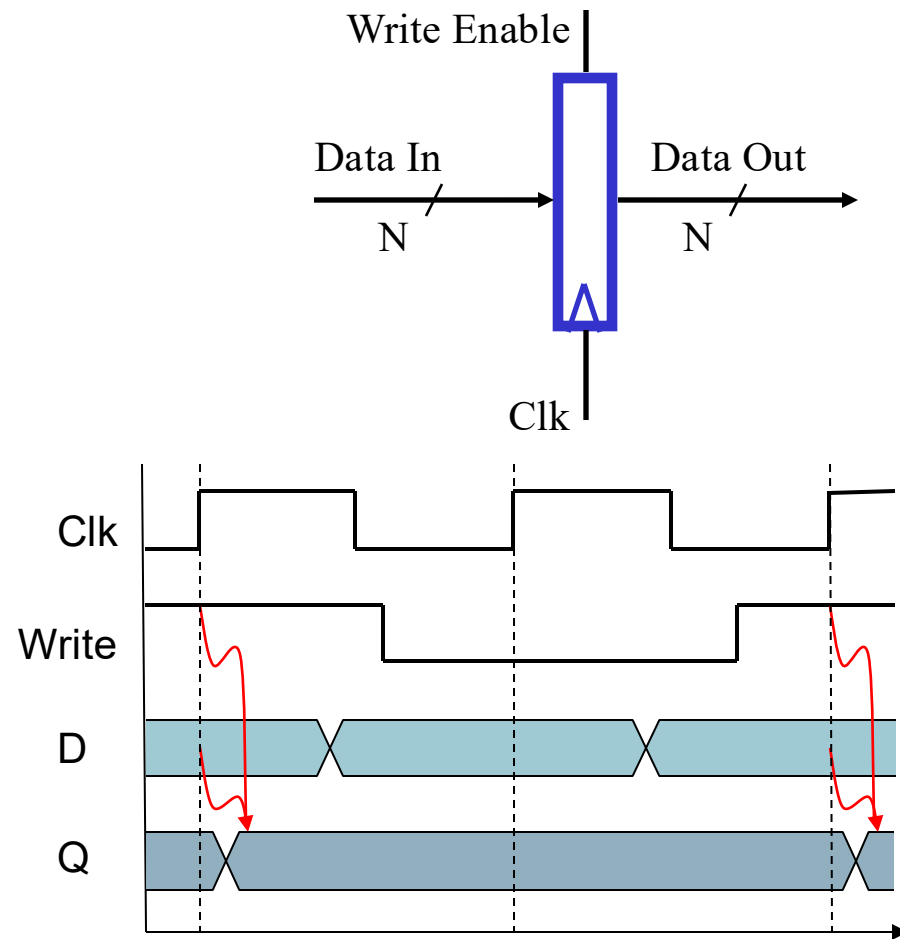 Write Enable
Data In
Data Out
N
N
Clk
Clk
Write
D
Q